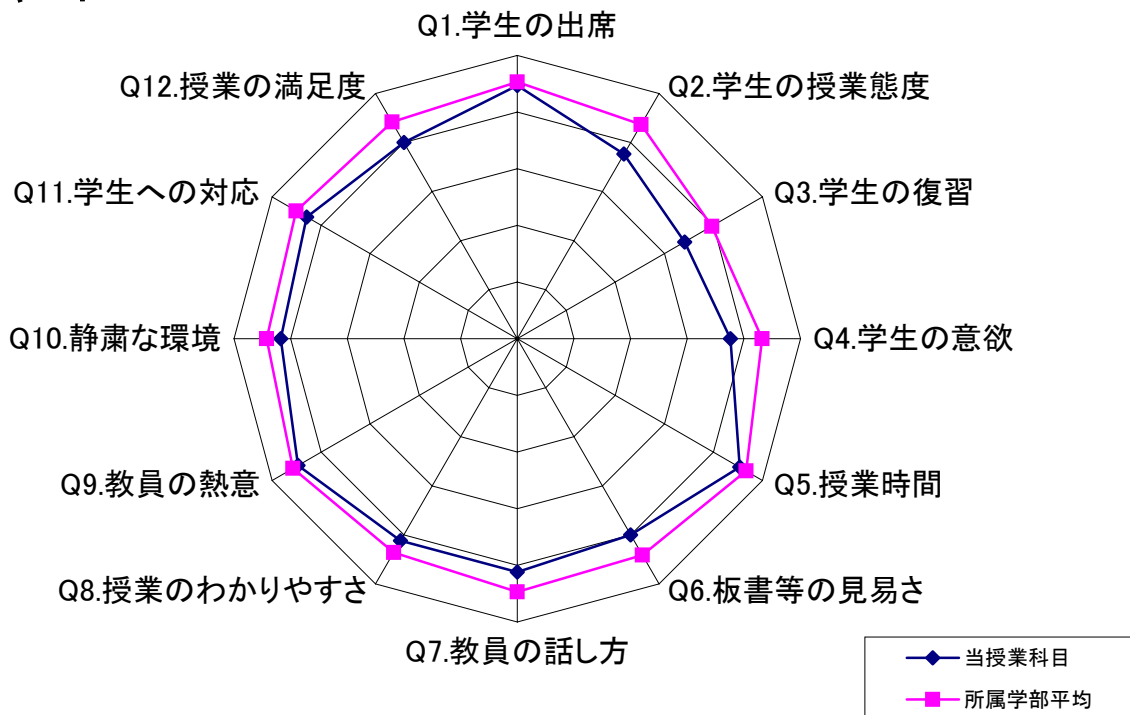 Q1.学生の出席
Q2.学生の授業態度
Q3.学生の復習
Q4.学生の意欲
Q5.授業時間
Q6.板書等の見易さ
Q7.教員の話し方
Q8.授業のわかりやすさ
Q9.教員の熱意
Q10.静粛な環境
Q11.学生への対応
Q12.授業の満足度
当授業科目
所属学部平均